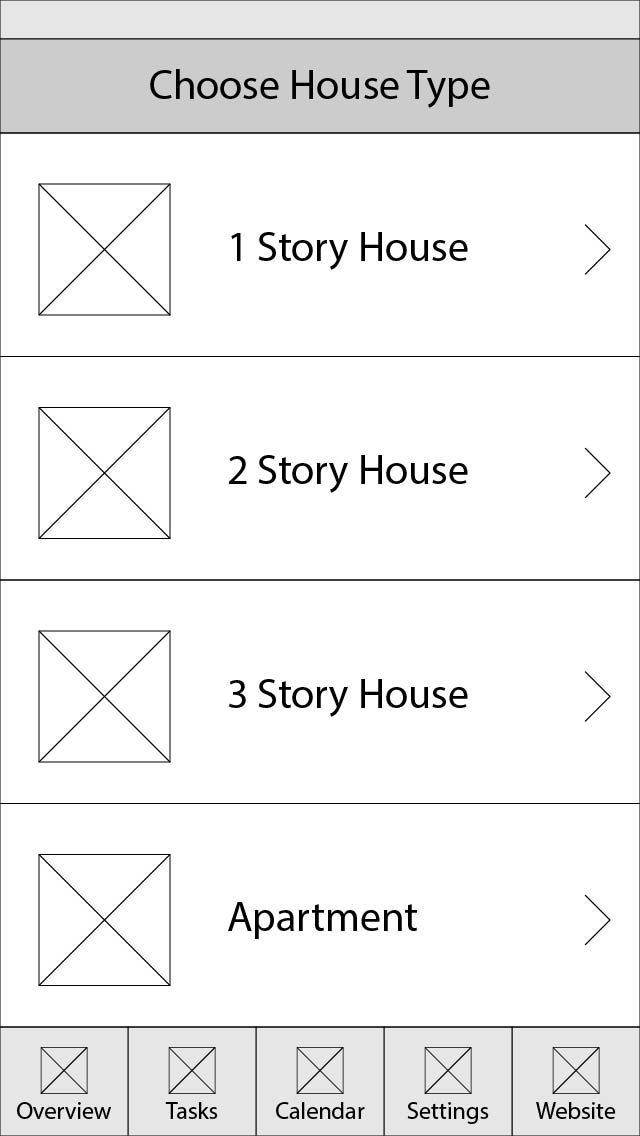 Choose House Type
1 Story House
2 Story House
3 Story House
Apartment
Overview Tasks Calendar Settings Website